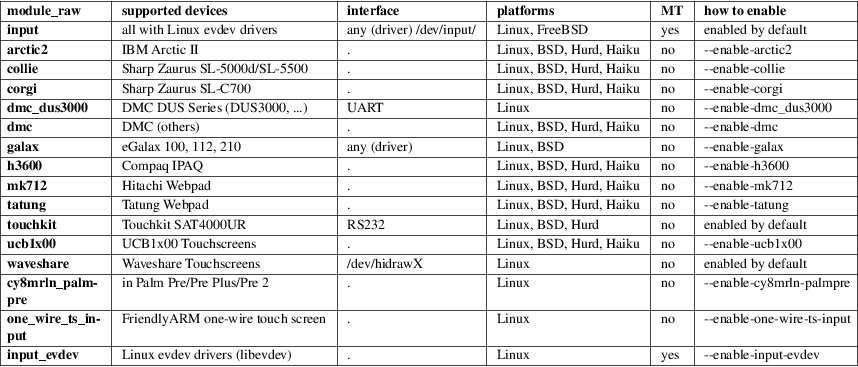 module_raw supported devices interface platforms MT how to enable
input all with Linux evdev drivers any (driver) /dev/input/ Linux, FreeBSD yes enabled by default
arctic2 IBM Arctic II . Linux, BSD, Hurd, Haiku no --enable-arctic2
collie Sharp Zaurus SL-5000d/SL-5500 . Linux, BSD, Hurd, Haiku no --enable-collie
corgi Sharp Zaurus SL-C700 . Linux, BSD, Hurd, Haiku no --enable-corgi
dmc_dus3000 DMC DUS Series (DUS3000, ...) UART Linux no --enable-dmc_dus3000
dmc DMC (others) . Linux, BSD, Hurd, Haiku no --enable-dmc
galax eGalax 100, 112, 210 any (driver) Linux, BSD no --enable-galax
h3600 Compaq IPAQ . Linux, BSD, Hurd, Haiku no --enable-h3600
mk712 Hitachi Webpad . Linux, BSD, Hurd, Haiku no --enable-mk712
tatung Tatung Webpad . Linux, BSD, Hurd, Haiku no --enable-tatung
touchkit Touchkit SAT4000UR RS232 Linux, BSD, Hurd no enabled by default
ucb1x00 UCB1x00 Touchscreens . Linux, BSD, Hurd, Haiku no --enable-ucb1x00
waveshare Waveshare Touchscreens /dev/hidrawX Linux no enabled by default
cy8mrln_palm- in Palm Pre/Pre Plus/Pre 2 . Linux no --enable-cy8mrln-palmpre
pre
one_wire_ts_in- FriendlyARM one-wire touch screen . Linux no --enable-one-wire-ts-input
put
input_evdev Linux evdev drivers (libevdev) . Linux yes --enable-input-evdev